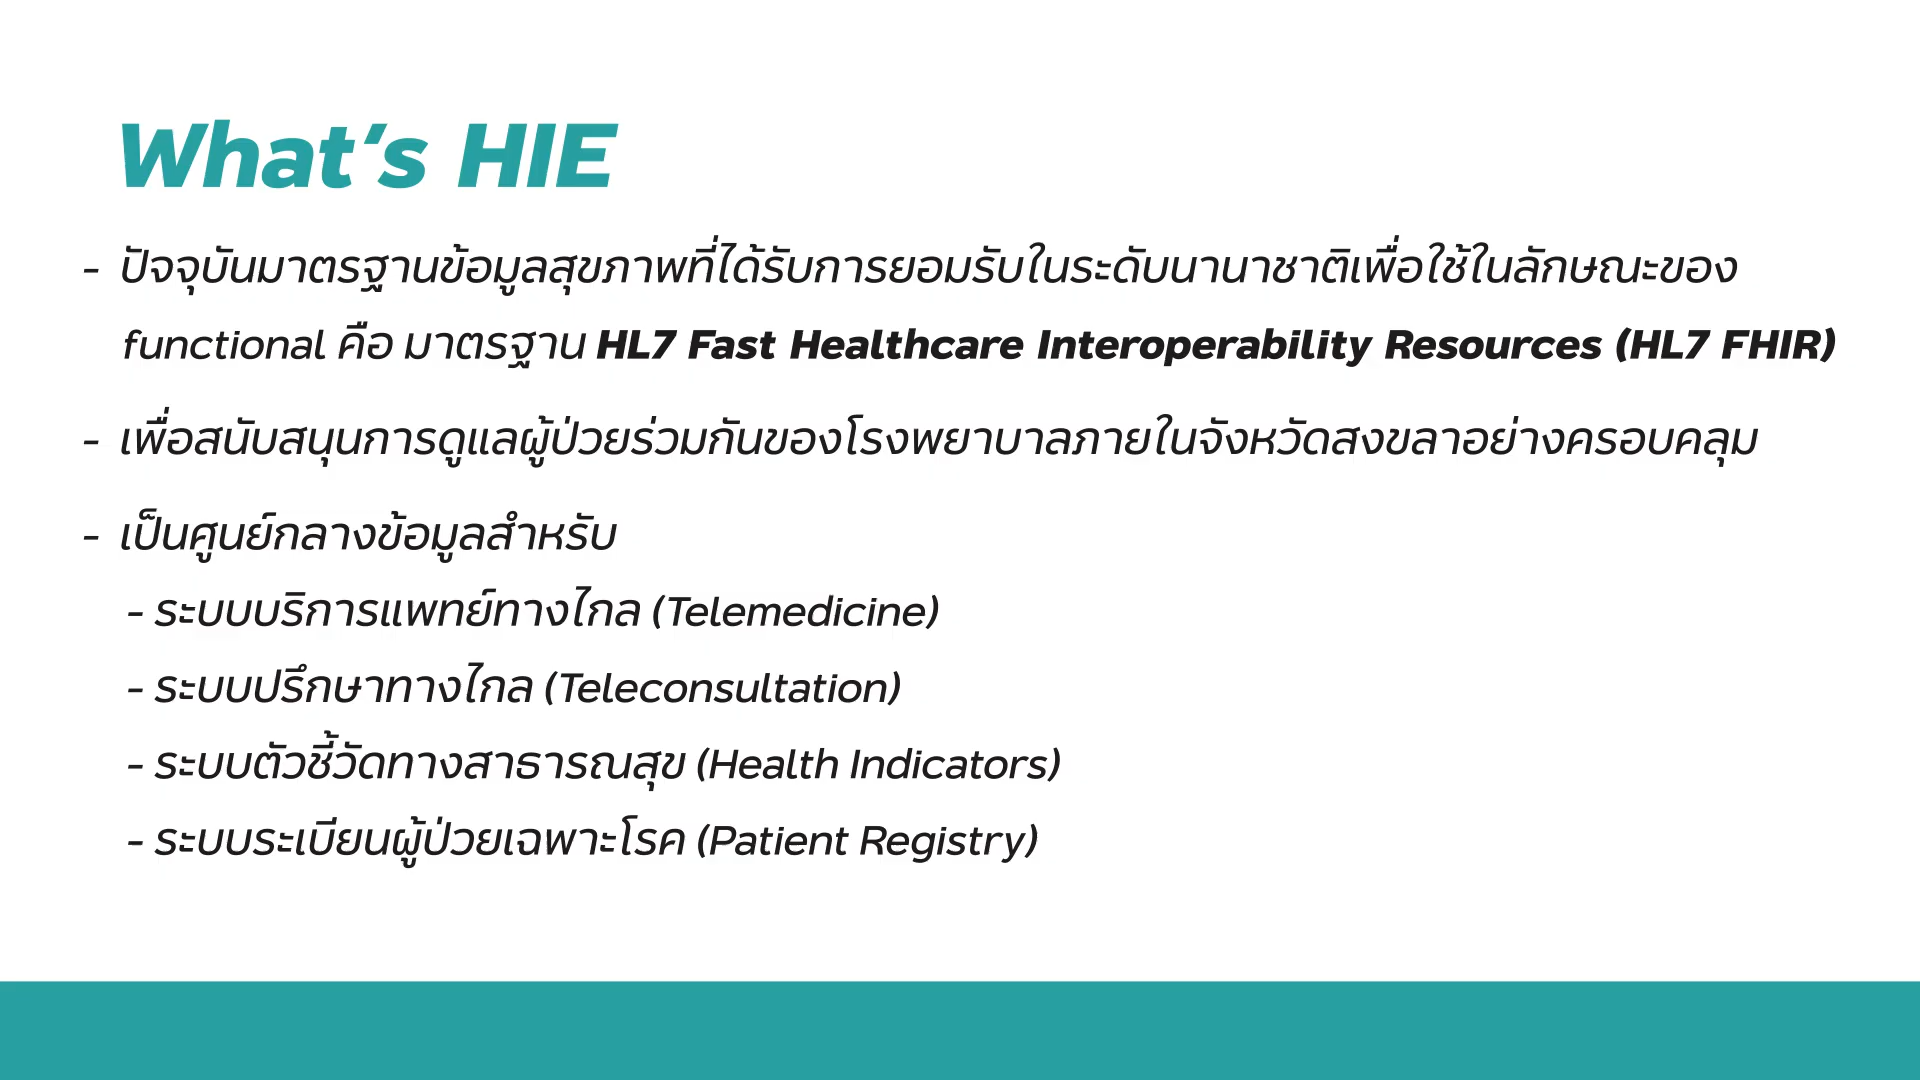 What's HIE
- ปัจจุบันมาตรฐานข้อมูลสุขภาพที่ได้รับการยอมรับในระดับนานาชาติเพื่อใช้ในลักษณะของ
functional คือ มาตรฐาน HL7 Fast Healthcare Interoperability Resources (HL7 FHIR)
- เพื่อสนับสนุนการดูแลผู้ป่วยร่วมกันของโรงพยาบาลภายในจังหวัดสงขลาอย่างครอบคลุม
- เป็นศูนย์กลางข้อมูลสำหรับ
- ระบบบริการแพทย์ทางไกล (Telemedicine)
- ระบบปรึกษาทางไกล (Teleconsultation)
- ระบบตัวชี้วัดทางสาธารณสุข (Health Indicators)
- ระบบระเบียนผู้ป่วยเฉพาะโรค (Patient Registry)